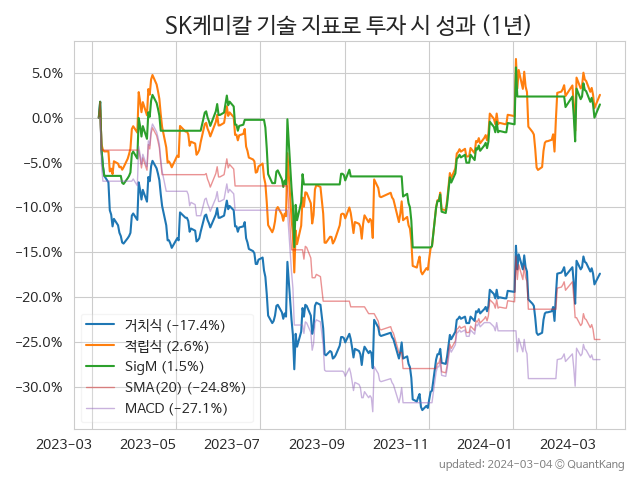 SK케미칼 기술 지표로 투자 시 성과 (1년)
5.0%
0.0%
−5.0%
−10.0%
−15.0%
−20.0%
−25.0%
−30.0%
거치식 (−17.4%)
적립식 (2.6%)
SigM (1.5%)
SMA(20) (−24.8%)
MACD (−27.1%)
2023-03 2023-05 2023-07 2023-09 2023-11 2024-01 2024-03
updated: 2024-03-04 ⓒ QuantKang